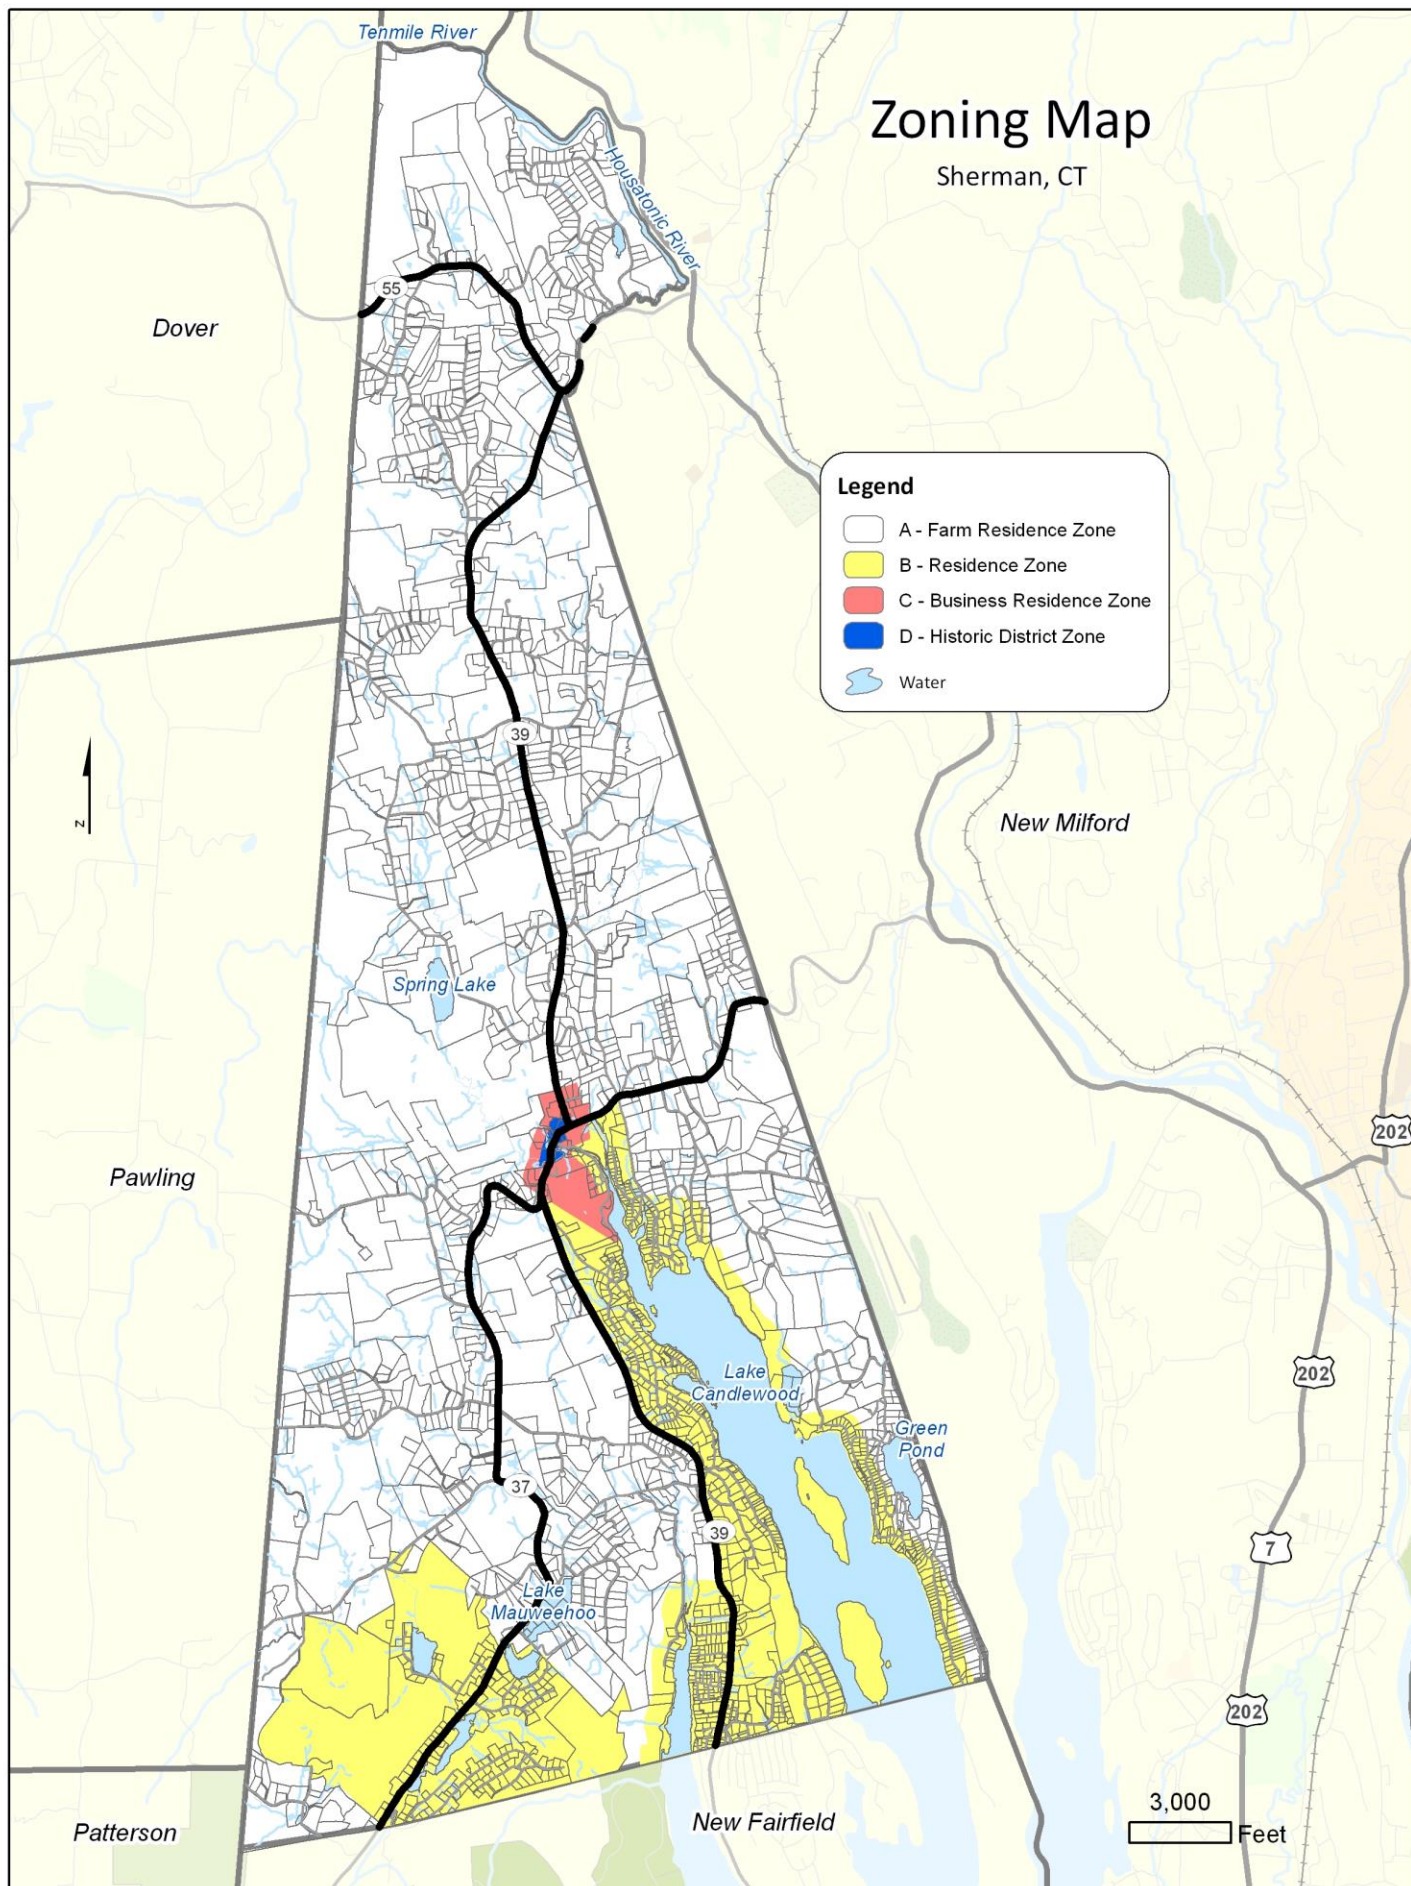 Tenmile River
Zoning Map
Sherman, CT
Housatonic River
55
Dover
Legend
A - Farm Residence Zone
B - Residence Zone
C - Business Residence Zone
D - Historic District Zone
Water
39
z
New Milford
Spring Lake
202
Pawling
Lake
Candlewood
202
Green
Pond
37
39
7
Lake
Mauweehoo
202
3,000
Feet
New Fairfield
Patterson